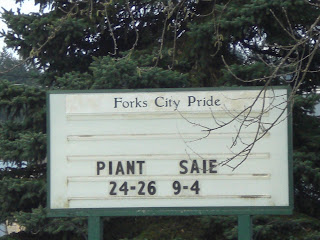 Forks City Pride
PIANT SAIE
24-26 9-4